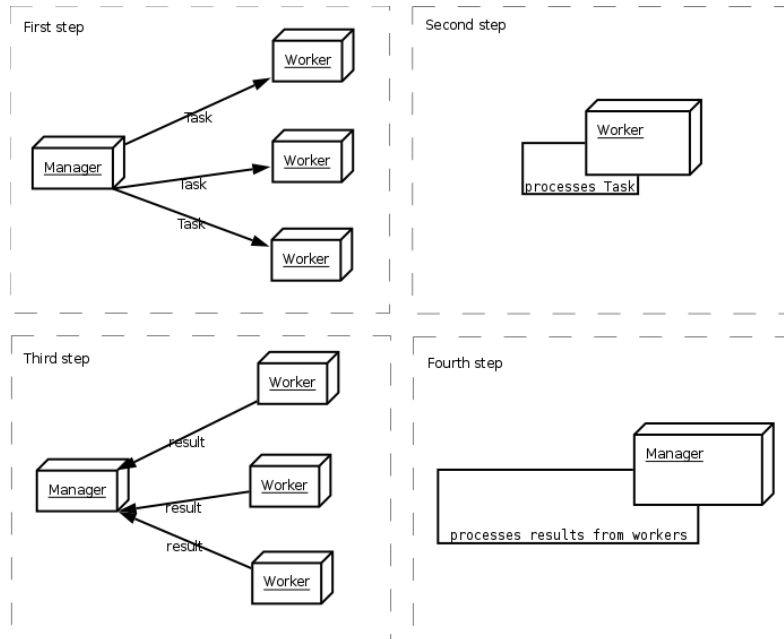 First step
Worker
Task
Manager
Worker
Task
Task
Worker
Second step
Worker
processes Task
Third step
Worker
result
Manager
Worker
result
result
Worker
Fourth step
Manager
processes results from workers